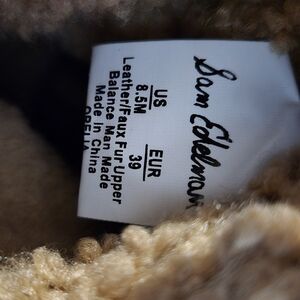 Sam Edelman
US EUR
8.5M 39
Leather/Faux Fur Upper
Balance Man Made
Made in China